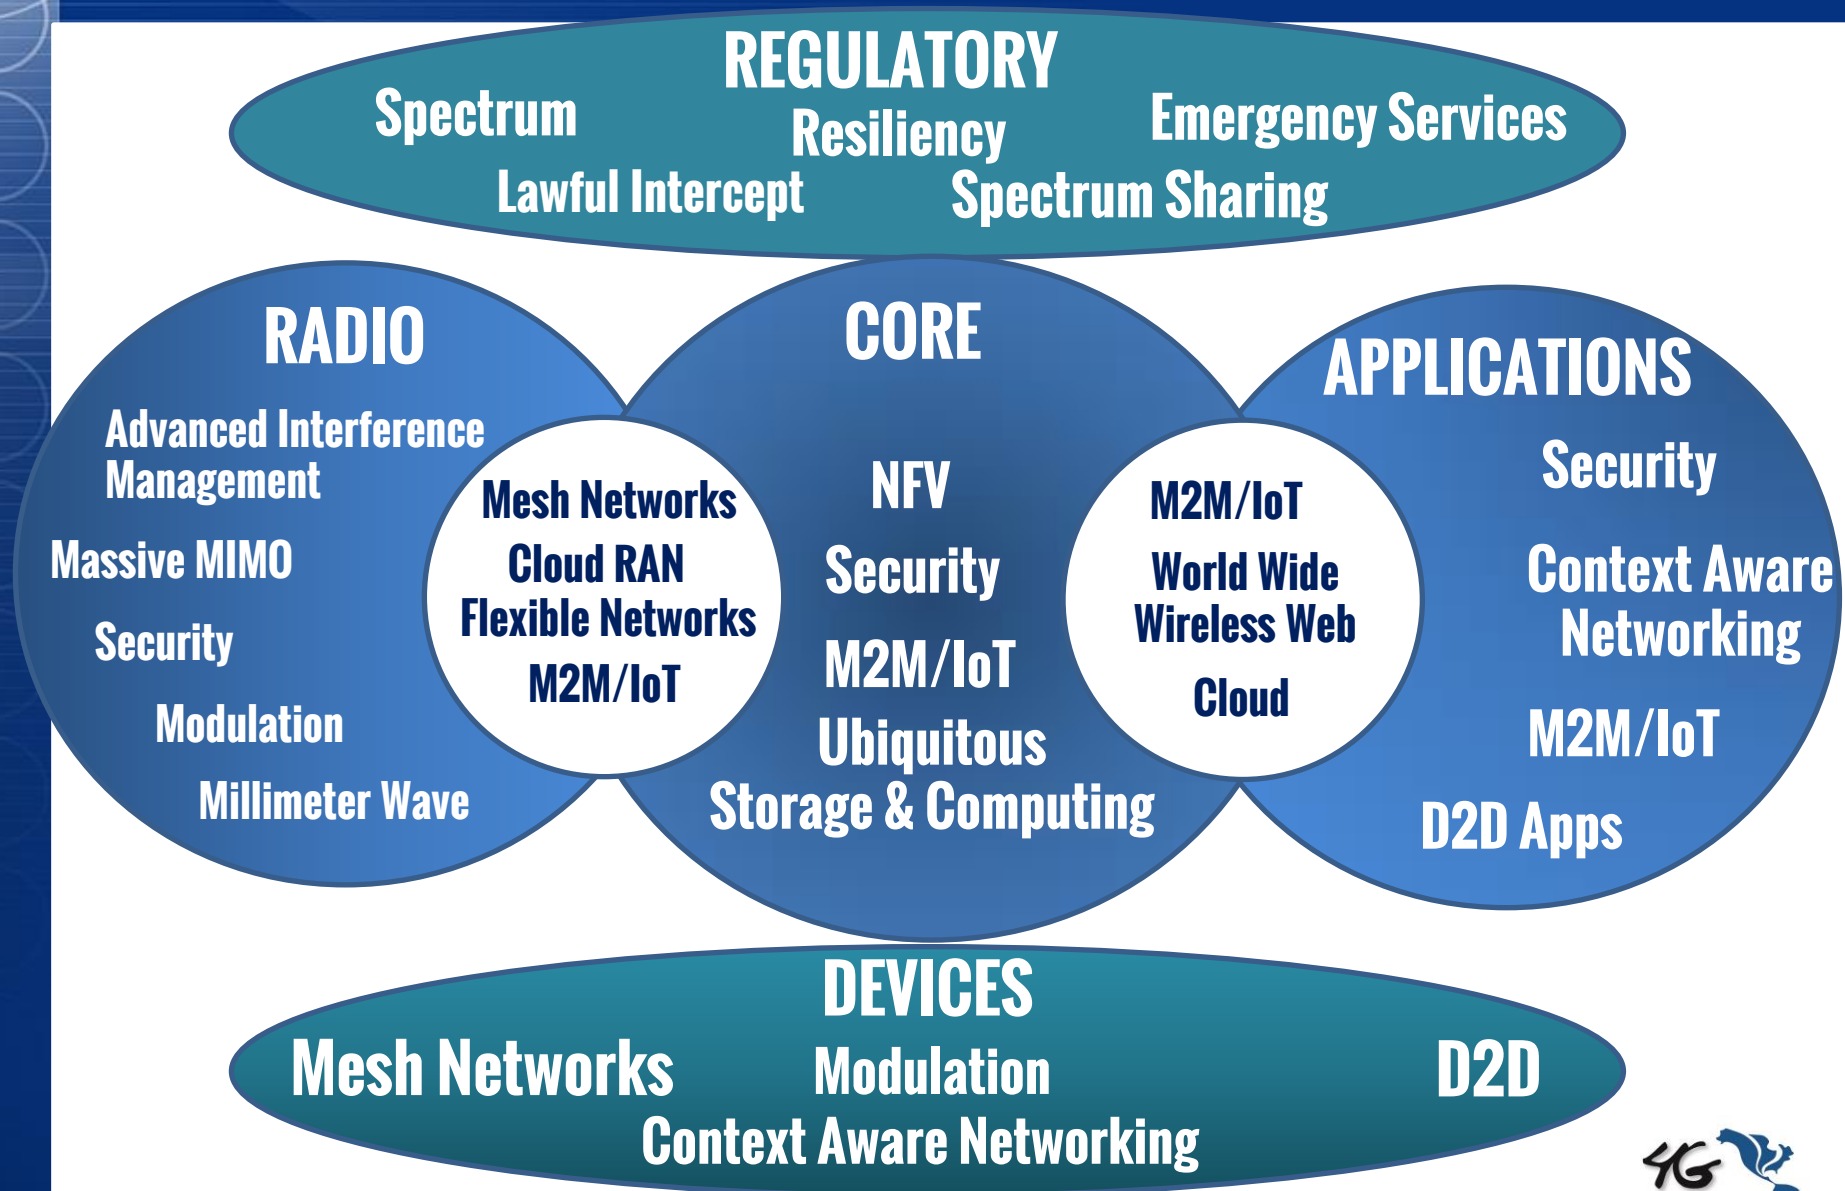 REGULATORY
Spectrum
Resiliency
Emergency Services
Lawful Intercept
Spectrum Sharing
RADIO
Advanced Interference
Management
Massive MIMO
Security
Modulation
Millimeter Wave
Mesh Networks
Cloud RAN
Flexible Networks
M2M/IoT
CORE
NFV
Security
M2M/IoT
Ubiquitous
Storage & Computing
M2M/IoT
World Wide
Wireless Web
Cloud
APPLICATIONS
Security
Context Aware
Networking
M2M/IoT
D2D Apps
DEVICES
Mesh Networks
Modulation
D2D
Context Aware Networking
4G